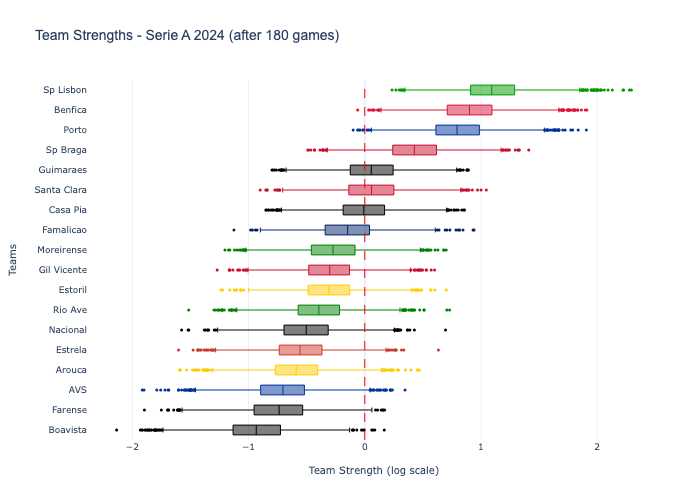 Team Strengths - Serie A 2024 (after 180 games)
Sp Lisbon
Benfica
Porto
Sp Braga
Guimaraes
Santa Clara
Casa Pia
Famalicao
Moreirense
Gil Vicente
Estoril
Rio Ave
Nacional
Estrela
Arouca
AVS
Farense
Boavista
Teams
−2 −1 0 1 2
Team Strength (log scale)